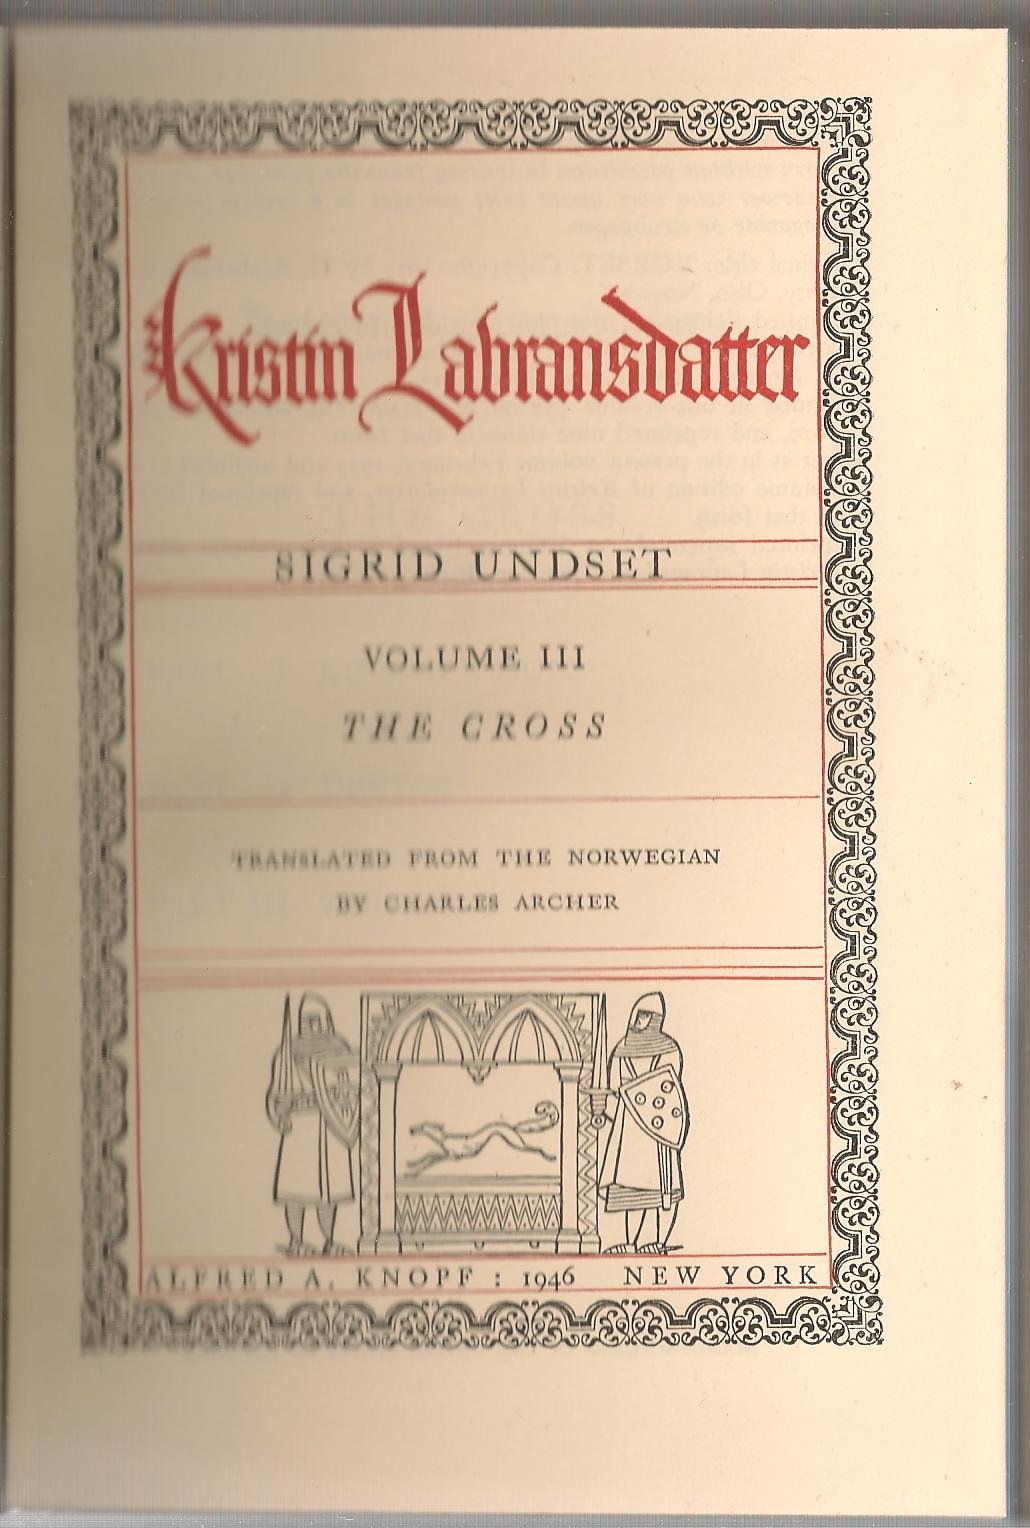 Kristin Labransdatter
SIGRID UNDSET
VOLUME III
THE CROSS
TRANSLATED FROM THE NORWEGIAN
BY CHARLES ARCHER
ALFRED A. KNOPF : 1946 NEW YORK